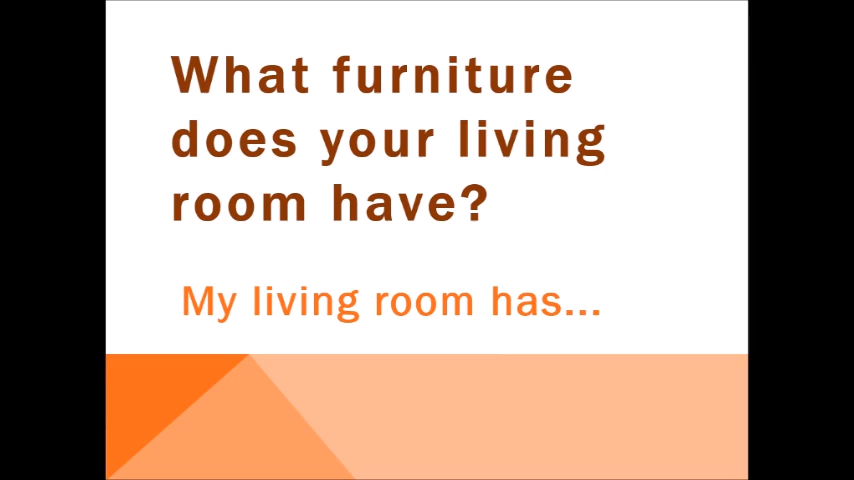 What furniture
does your living
room have?
My living room has...